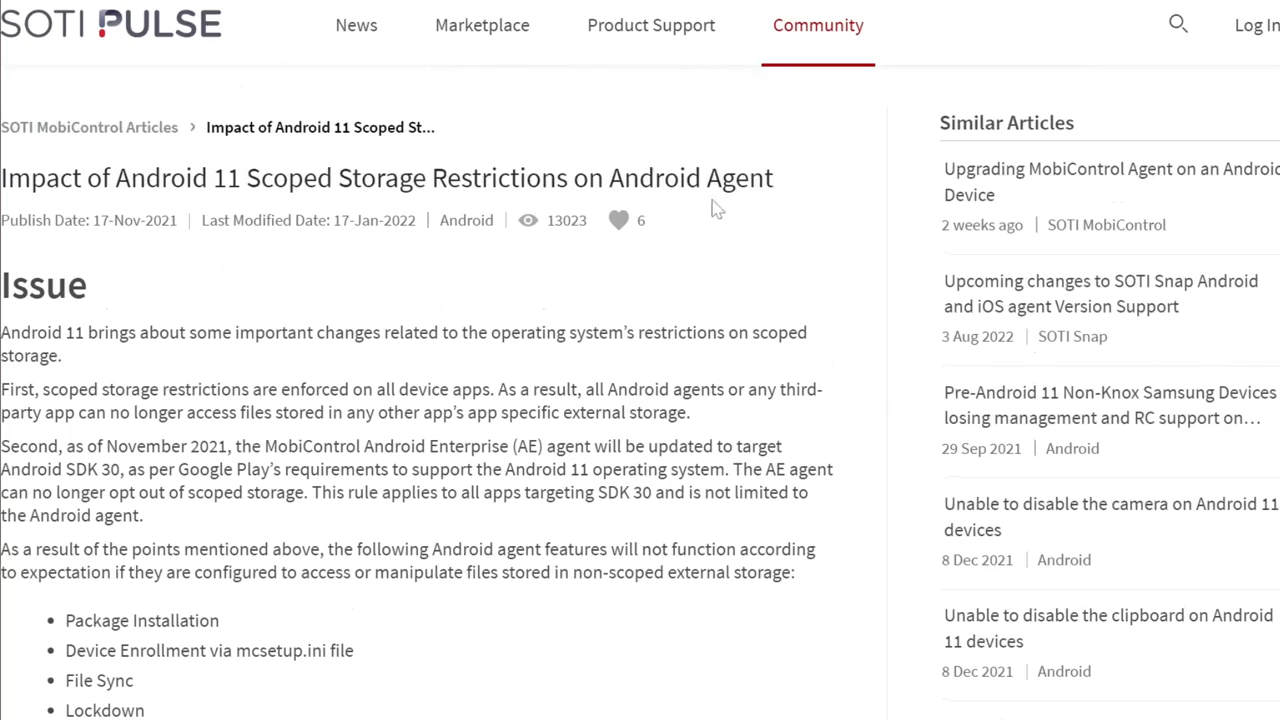 SOTI PULSE
News
Marketplace
Product Support
Community
Log In
SOTI MobiControl Articles > Impact of Android 11 Scoped St...
Impact of Android 11 Scoped Storage Restrictions on Android Agent
Publish Date: 17-Nov-2021 | Last Modified Date: 17-Jan-2022 | Android | 13023 6
Issue
Android 11 brings about some important changes related to the operating system’s restrictions on scoped
storage.
First, scoped storage restrictions are enforced on all device apps. As a result, all Android agents or any third-
party app can no longer access files stored in any other app’s app specific external storage.
Second, as of November 2021, the MobiControl Android Enterprise (AE) agent will be updated to target
Android SDK 30, as per Google Play’s requirements to support the Android 11 operating system. The AE agent
can no longer opt out of scoped storage. This rule applies to all apps targeting SDK 30 and is not limited to
the Android agent.
As a result of the points mentioned above, the following Android agent features will not function according
to expectation if they are configured to access or manipulate files stored in non-scoped external storage:
• Package Installation
• Device Enrollment via mcsetup.ini file
• File Sync
• Lockdown
Similar Articles
Upgrading MobiControl Agent on an Android
Device
2 weeks ago | SOTI MobiControl
Upcoming changes to SOTI Snap Android
and iOS agent Version Support
3 Aug 2022 | SOTI Snap
Pre-Android 11 Non-Knox Samsung Devices
losing management and RC support on...
29 Sep 2021 | Android
Unable to disable the camera on Android 11
devices
8 Dec 2021 | Android
Unable to disable the clipboard on Android
11 devices
8 Dec 2021 | Android